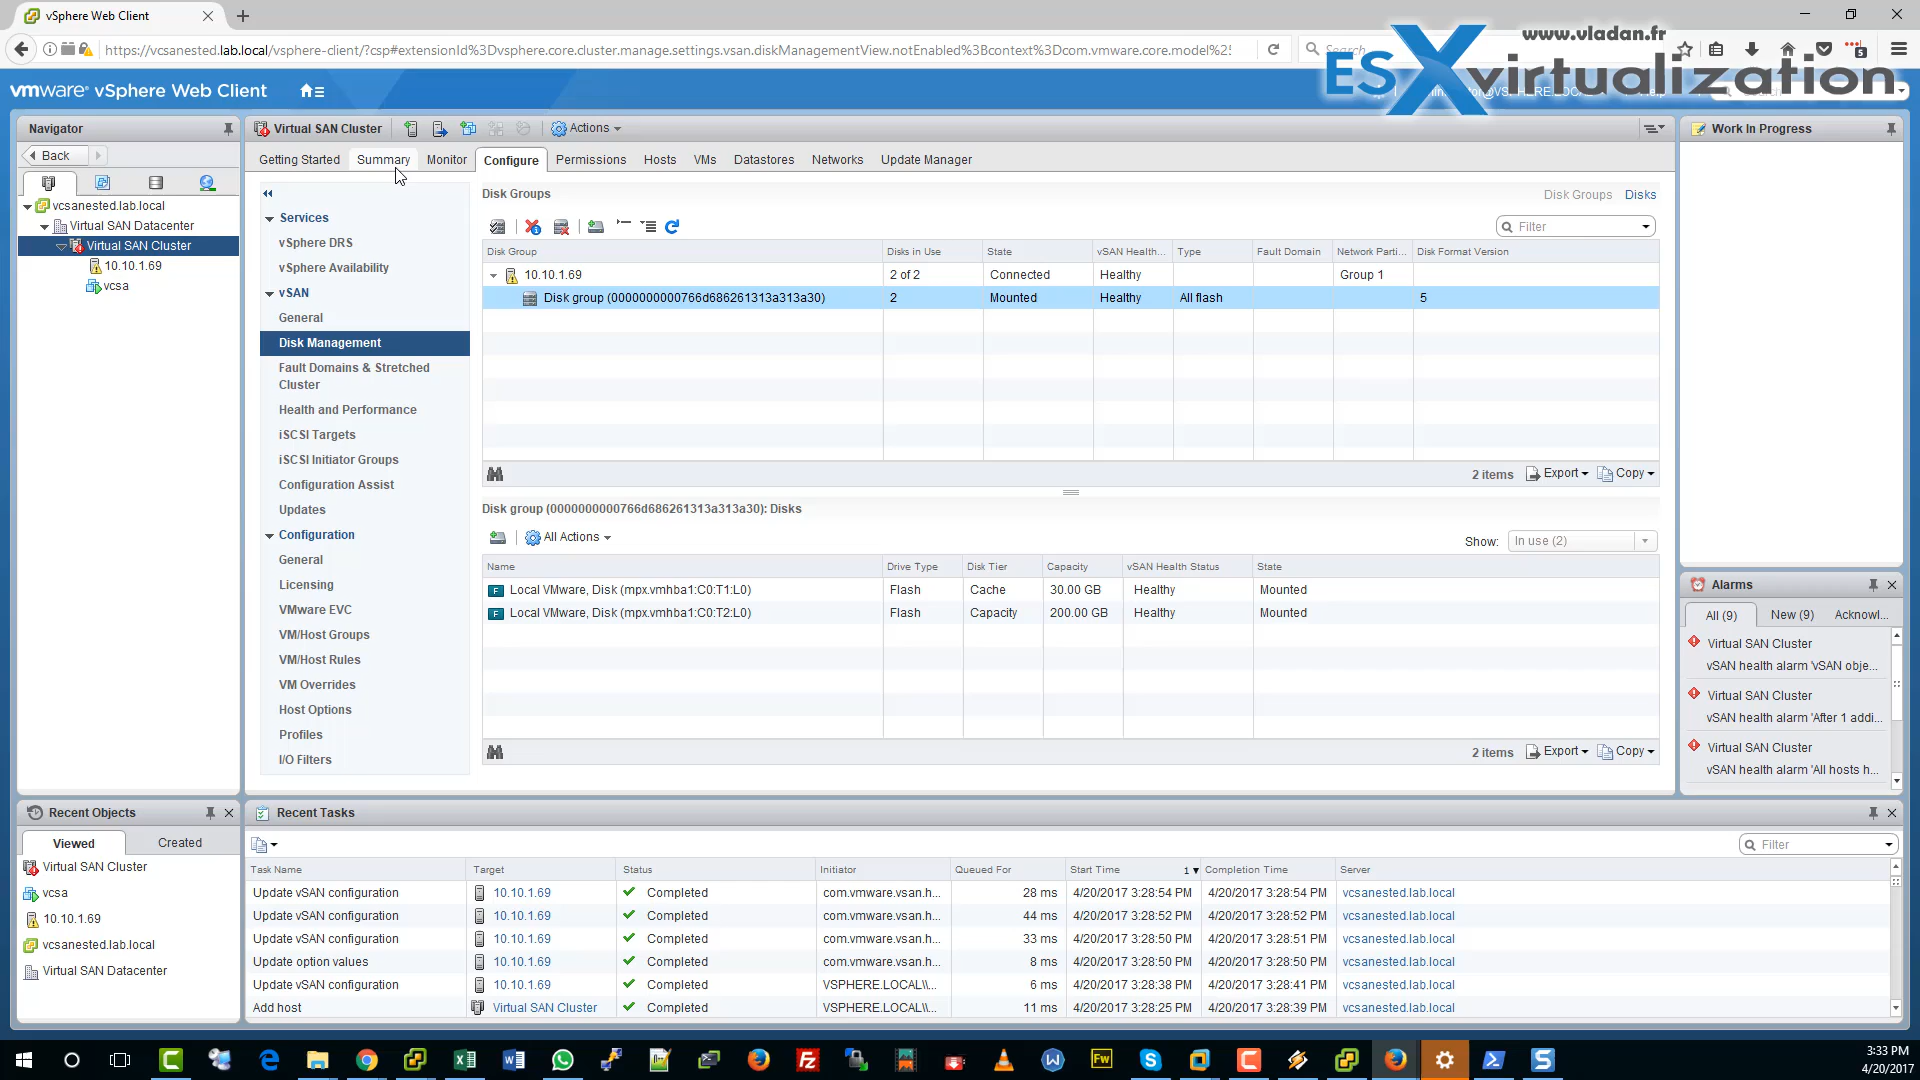 vSphere Web Client
https://vcsanested.lab.local/vsphere-client/?csp#extensionId%3Dvsphere.core.cluster.manage.settings.vsan.diskManagementView.notEnabled%3Bcontext%3Dcom.vmware.core.model%25
Search
www.vladan.fr
ESXvirtualization
vmware® vSphere Web Client
Navigator
Back
vcsanested.lab.local
Virtual SAN Datacenter
Virtual SAN Cluster
10.10.1.69
vcsa
Virtual SAN Cluster
Actions
Getting Started Summary Monitor Configure Permissions Hosts VMs Datastores Networks Update Manager
Services
vSphere DRS
vSphere Availability
vSAN
General
Disk Management
Fault Domains & Stretched
Cluster
Health and Performance
iSCSI Targets
iSCSI Initiator Groups
Configuration Assist
Updates
Configuration
General
Licensing
VMware EVC
VM/Host Groups
VM/Host Rules
VM Overrides
Host Options
Profiles
I/O Filters
Disk Groups
Disk Groups Disks
Filter
Disk Group Disks in Use State vSAN Health... Type Fault Domain Network Parti... Disk Format Version
10.10.1.69 2 of 2 Connected Healthy Group 1
Disk group (0000000000766d686261313a313a30) 2 Mounted Healthy All flash 5
2 items Export Copy
Disk group (0000000000766d686261313a313a30): Disks
All Actions
Show: In use (2)
Name Drive Type Disk Tier Capacity vSAN Health Status State
F Local VMware, Disk (mpx.vmhba1:C0:T1:L0) Flash Cache 30.00 GB Healthy Mounted
F Local VMware, Disk (mpx.vmhba1:C0:T2:L0) Flash Capacity 200.00 GB Healthy Mounted
2 items Export Copy
Work In Progress
Alarms
All (9) New (9) Acknowl...
Virtual SAN Cluster
vSAN health alarm 'vSAN obje...
Virtual SAN Cluster
vSAN health alarm 'After 1 addi...
Virtual SAN Cluster
vSAN health alarm 'All hosts h...
Recent Objects
Viewed Created
Virtual SAN Cluster
vcsa
10.10.1.69
vcsanested.lab.local
Virtual SAN Datacenter
Recent Tasks
Filter
Task Name Target Status Initiator Queued For Start Time 1 Completion Time Server
Update vSAN configuration 10.10.1.69 Completed com.vmware.vsan.h... 28 ms 4/20/2017 3:28:54 PM 4/20/2017 3:28:54 PM vcsanested.lab.local
Update vSAN configuration 10.10.1.69 Completed com.vmware.vsan.h... 44 ms 4/20/2017 3:28:52 PM 4/20/2017 3:28:52 PM vcsanested.lab.local
Update vSAN configuration 10.10.1.69 Completed com.vmware.vsan.h... 33 ms 4/20/2017 3:28:50 PM 4/20/2017 3:28:51 PM vcsanested.lab.local
Update option values 10.10.1.69 Completed com.vmware.vsan.h... 8 ms 4/20/2017 3:28:50 PM 4/20/2017 3:28:50 PM vcsanested.lab.local
Update vSAN configuration 10.10.1.69 Completed VSPHERE.LOCAL\\... 6 ms 4/20/2017 3:28:38 PM 4/20/2017 3:28:41 PM vcsanested.lab.local
Add host Virtual SAN Cluster Completed VSPHERE.LOCAL\\... 11 ms 4/20/2017 3:28:25 PM 4/20/2017 3:28:39 PM vcsanested.lab.local
3:33 PM
4/20/2017